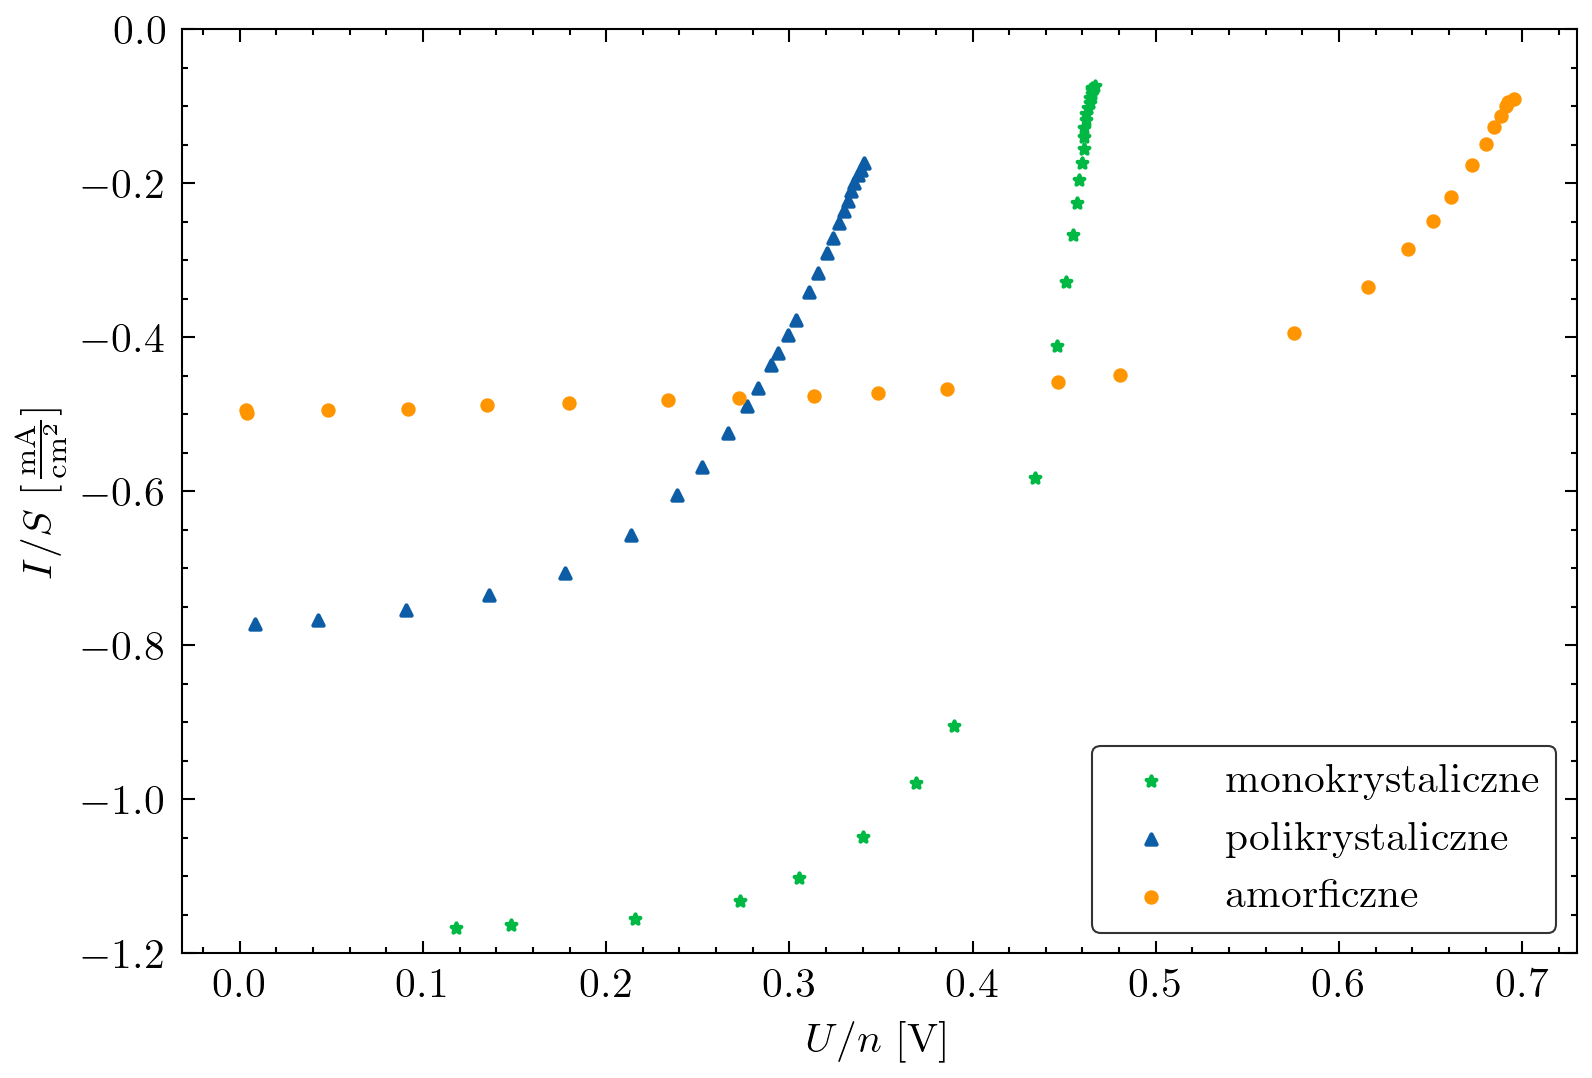 0.0
−0.2
−0.4
−0.6
−0.8
−1.0
−1.2
I/S [mA/cm²]
monokrystaliczne
polikrystaliczne
amorficzne
0.0 0.1 0.2 0.3 0.4 0.5 0.6 0.7
U/n [V]